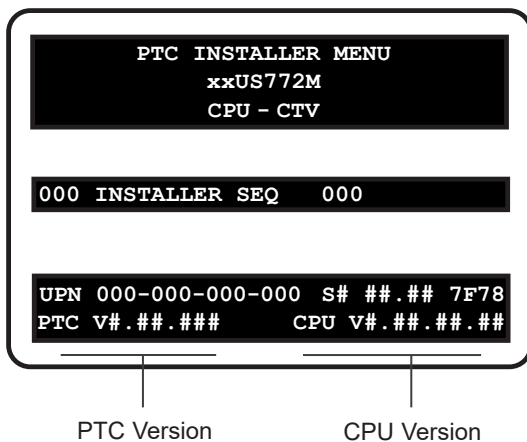 PTC INSTALLER MENU
xxUS772M
CPU – CTV
000 INSTALLER SEQ 000
UPN 000-000-000-000 S# ##.## 7F78
PTC V#.##.### CPU V#.##.##.##
PTC Version CPU Version